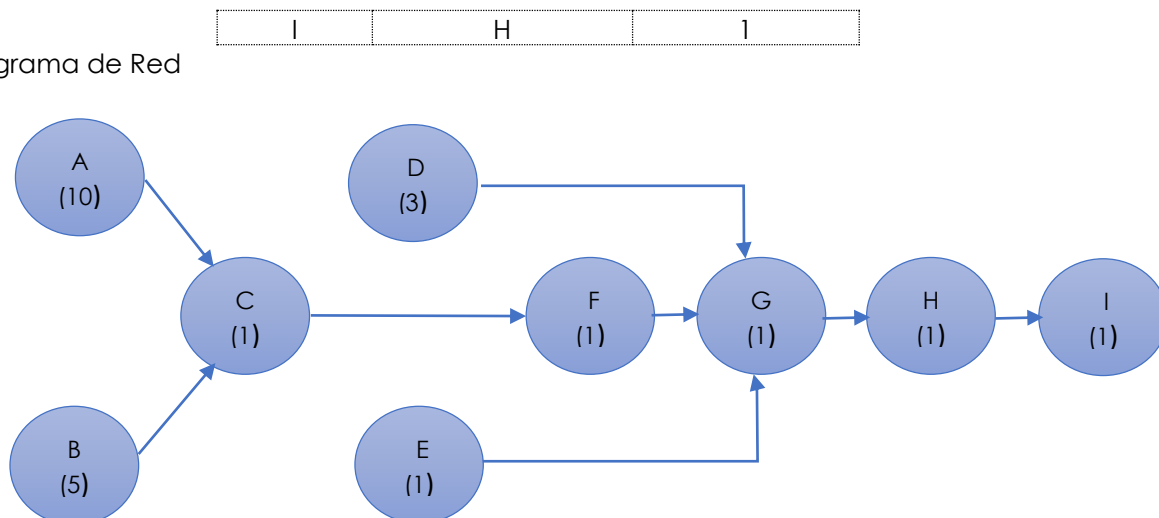 I H 1
grama de Red
A
(10)
D
(3)
C
(1)
F
(1)
G
(1)
H
(1)
I
(1)
B
(5)
E
(1)